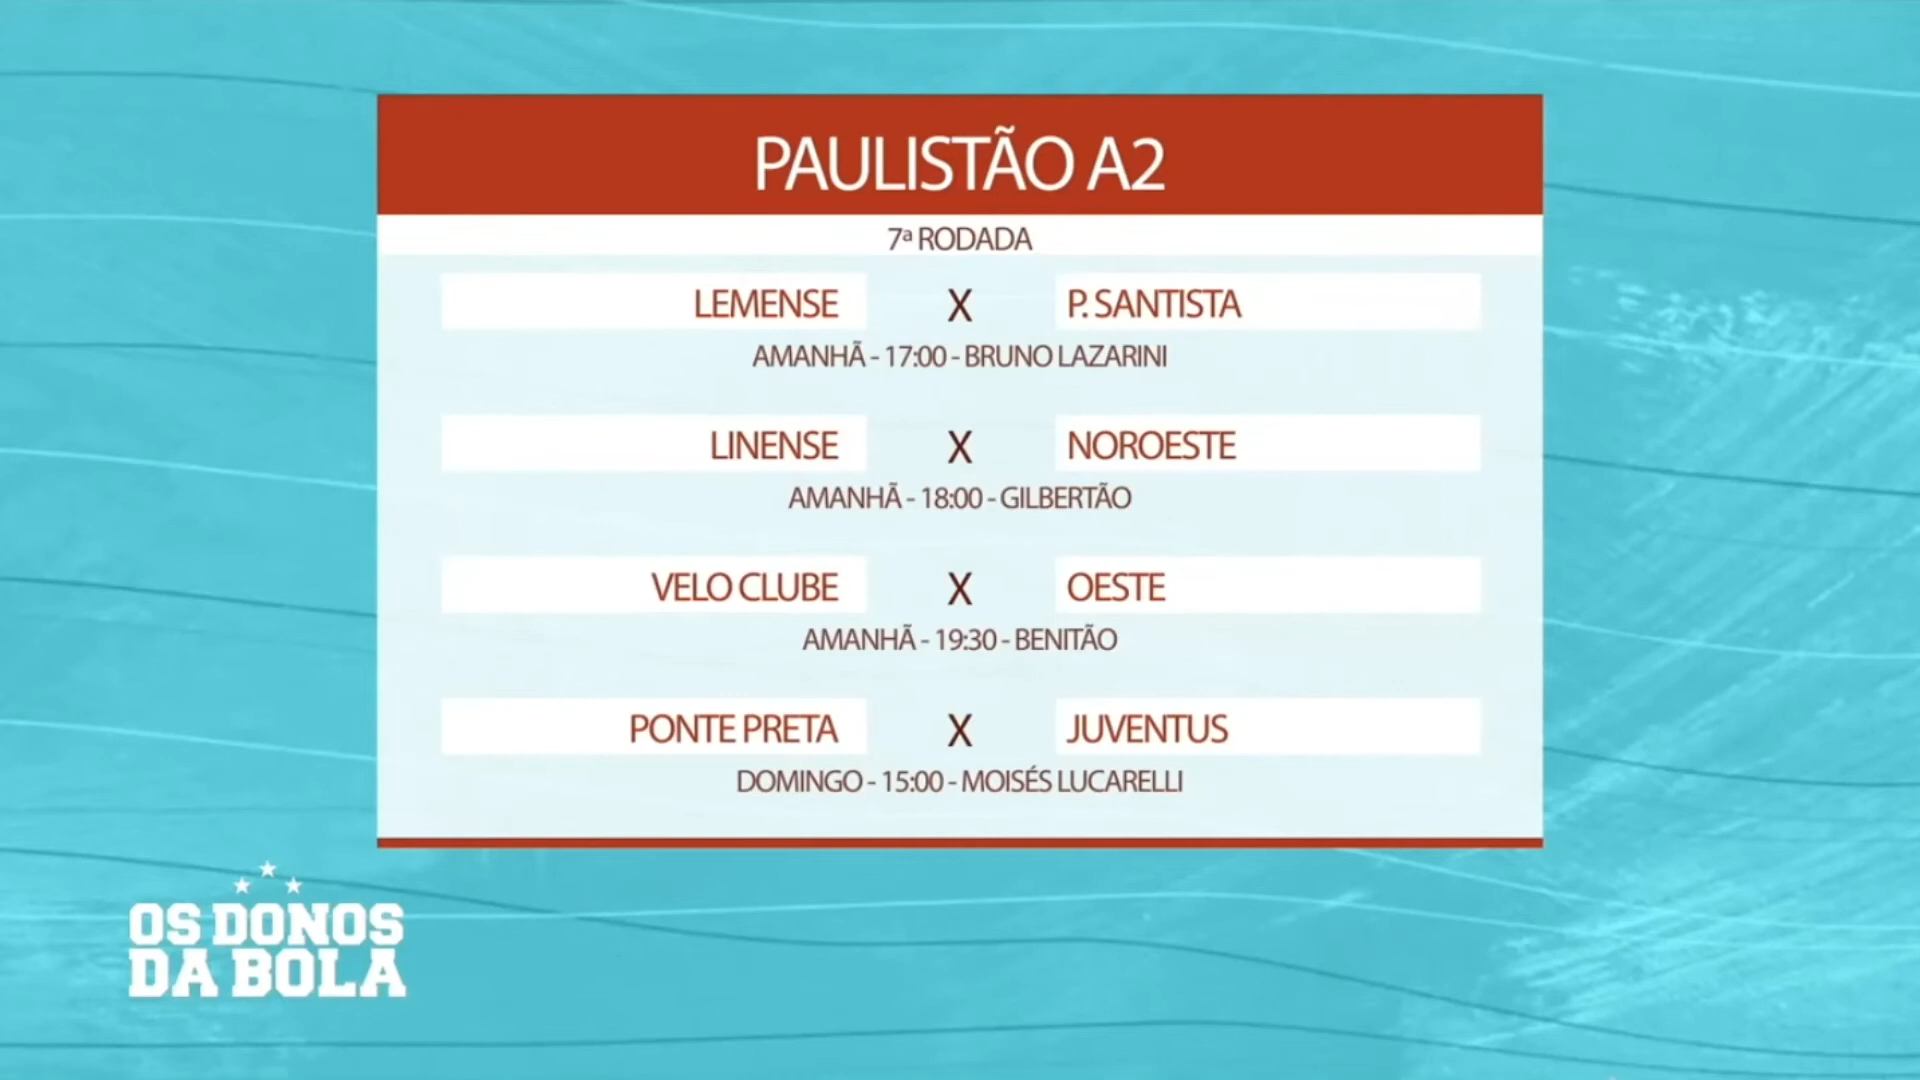 PAULISTÃO A2
7ª RODADA
LEMENSE X P. SANTISTA
AMANHÃ - 17:00 - BRUNO LAZARINI
LINENSE X NOROESTE
AMANHÃ - 18:00 - GILBERTÃO
VELO CLUBE X OESTE
AMANHÃ - 19:30 - BENITÃO
PONTE PRETA X JUVENTUS
DOMINGO - 15:00 - MOISÉS LUCARELLI
OS DONOS
DA BOLA